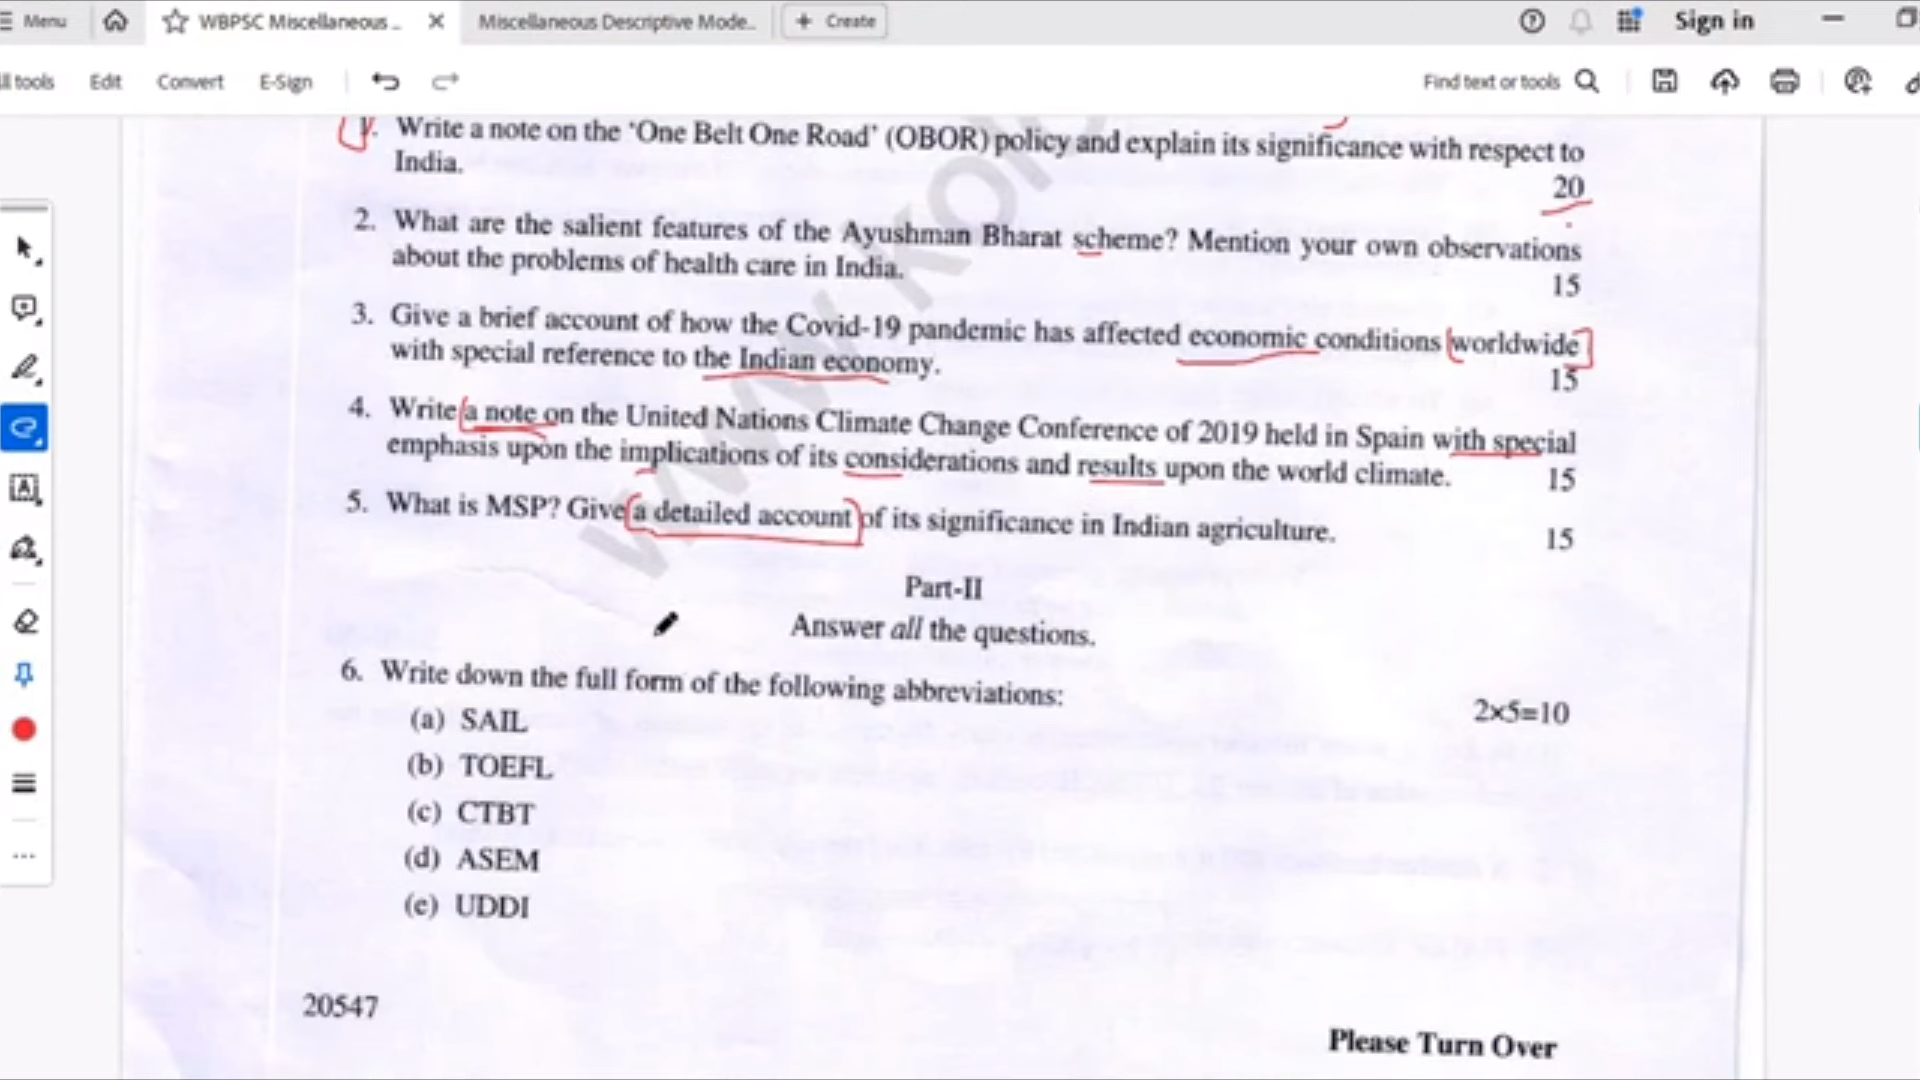 Menu
WBPSC Miscellaneous ..
Miscellaneous Descriptive Mode..
+ Create
Sign in
ll tools
Edit
Convert
E-Sign
Find text or tools
1. Write a note on the 'One Belt One Road' (OBOR) policy and explain its significance with respect to
India.
20
2. What are the salient features of the Ayushman Bharat scheme? Mention your own observations
about the problems of health care in India.
15
3. Give a brief account of how the Covid-19 pandemic has affected economic conditions worldwide
with special reference to the Indian economy.
15
4. Write a note on the United Nations Climate Change Conference of 2019 held in Spain with special
emphasis upon the implications of its considerations and results upon the world climate.
15
5. What is MSP? Give a detailed account of its significance in Indian agriculture.
15
Part-II
Answer all the questions.
6. Write down the full form of the following abbreviations:
2×5=10
(a) SAIL
(b) TOEFL
(c) CTBT
(d) ASEM
(e) UDDI
20547
Please Turn Over